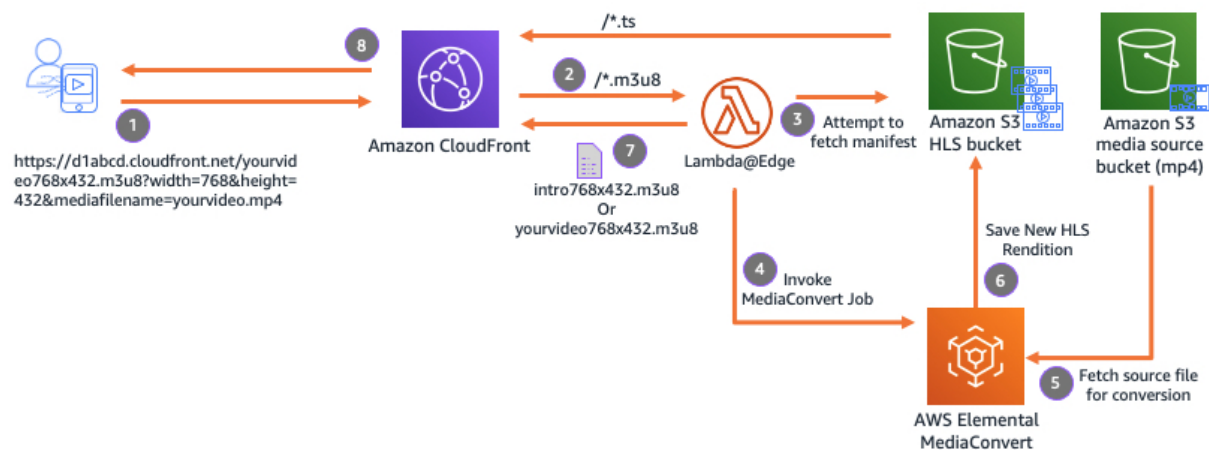 /*.ts
8
2
/*.m3u8
1
Amazon CloudFront
7
3
Attempt to
fetch manifest
Lambda@Edge
Amazon S3
HLS bucket
Amazon S3
media source
bucket (mp4)
https://d1abcd.cloudfront.net/yourvid
eo768x432.m3u8?width=768&height=
432&mediafilename=yourvideo.mp4
intro768x432.m3u8
Or
yourvideo768x432.m3u8
Save New HLS
Rendition
4
Invoke
MediaConvert Job
6
5
Fetch source file
for conversion
AWS Elemental
MediaConvert